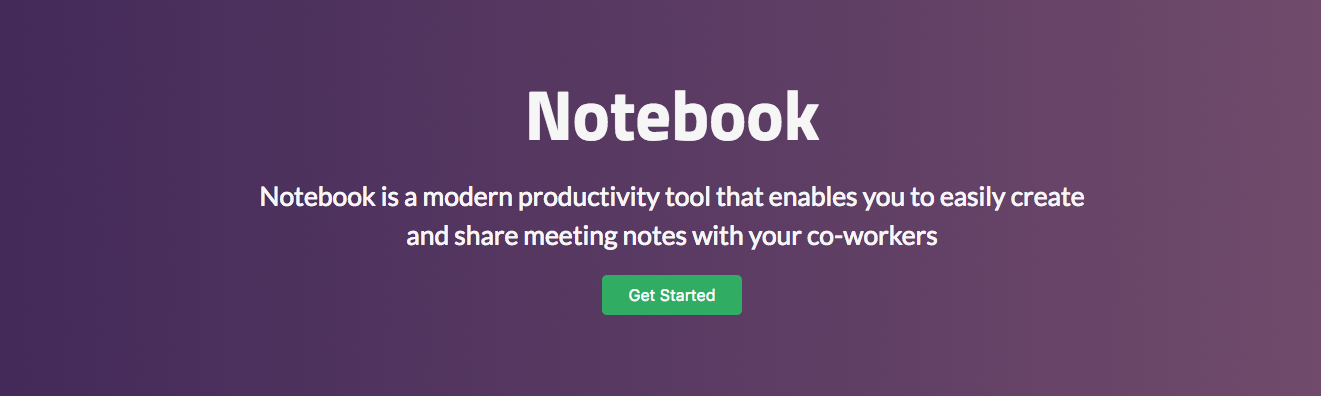 Notebook
Notebook is a modern productivity tool that enables you to easily create
and share meeting notes with your co-workers
Get Started